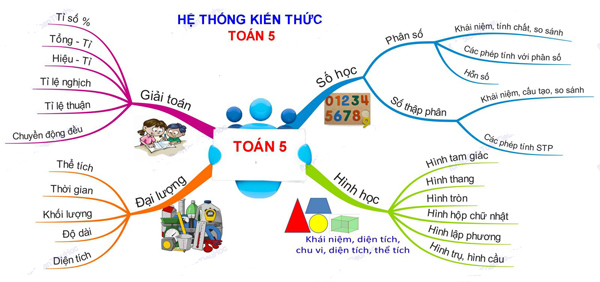 HỆ THỐNG KIẾN THỨC
TOÁN 5
TOÁN 5
Giải toán
Tỉ số %
Tổng - Tỉ
Hiệu - Tỉ
Tỉ lệ nghịch
Tỉ lệ thuận
Chuyển động đều
Số học
Phân số
Khái niệm, tính chất, so sánh
Các phép tính với phân số
Hỗn số
Số thập phân
Khái niệm, cấu tạo, so sánh
Các phép tính STP
01234
5678
Đại lượng
Thể tích
Thời gian
Khối lượng
Độ dài
Diện tích
Hình học
Hình tam giác
Hình thang
Hình tròn
Hình hộp chữ nhật
Hình lập phương
Hình trụ, hình cầu
Khái niệm, diện tích,
chu vi, diện tích, thể tích